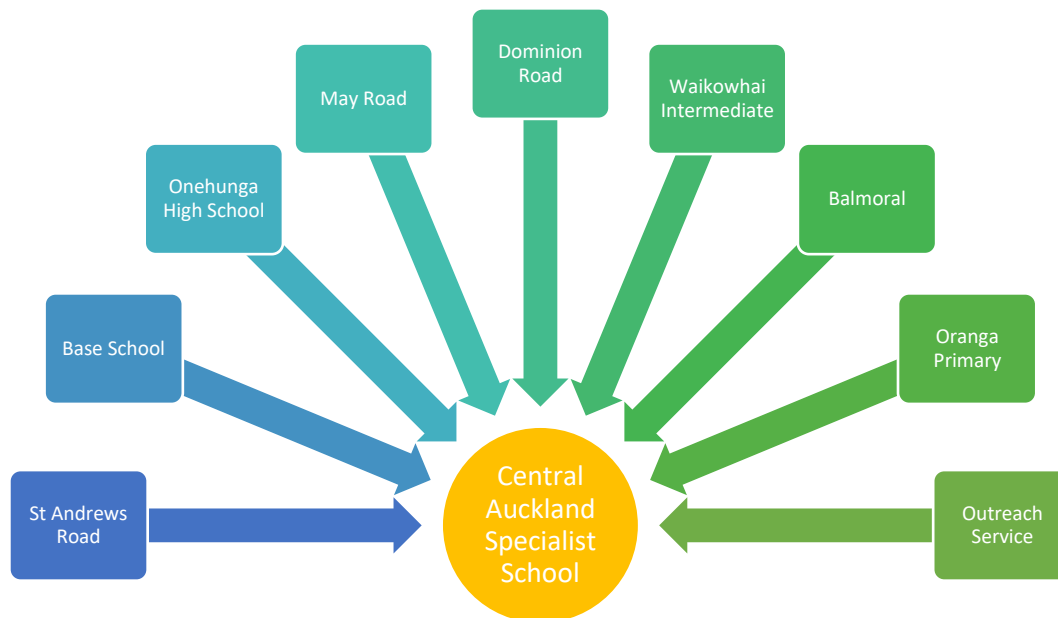 Dominion
Road
May Road
Waikowhai
Intermediate
Onehunga
High School
Balmoral
Base School
Oranga
Primary
St Andrews
Road
Central
Auckland
Specialist
School
Outreach
Service